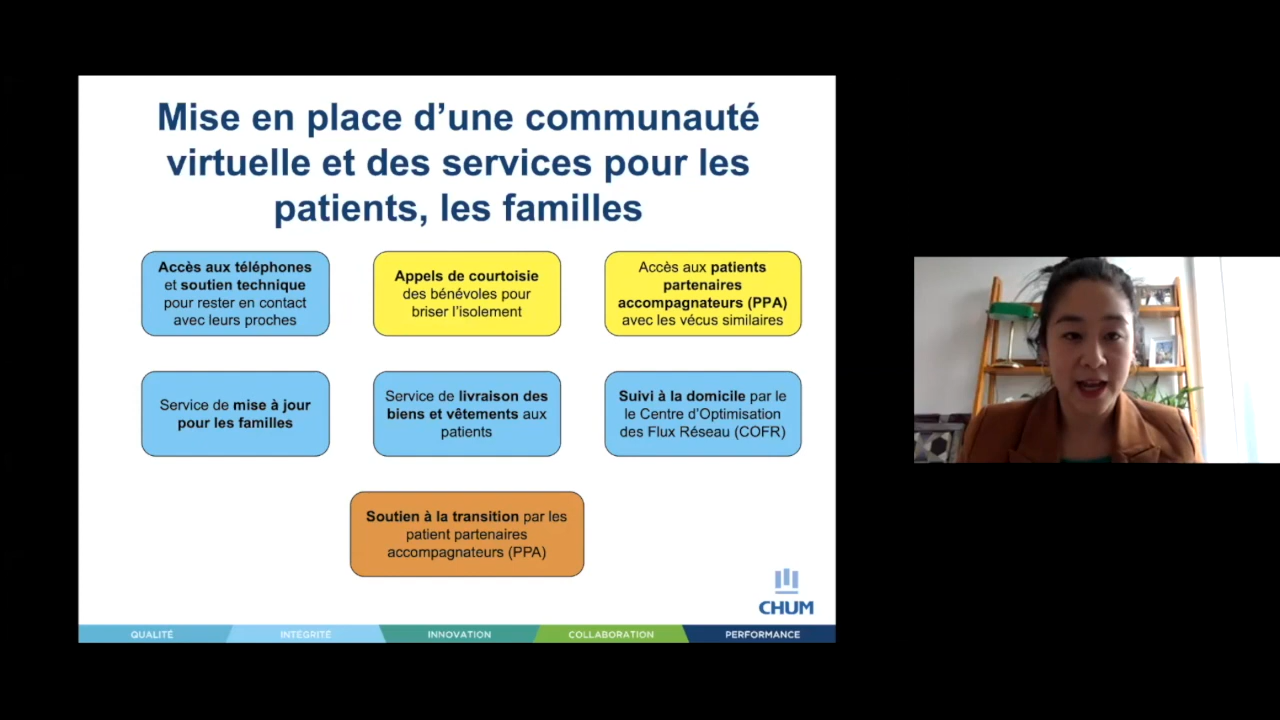 Mise en place d’une communauté
virtuelle et des services pour les
patients, les familles
Accès aux téléphones
et soutien technique
pour rester en contact
avec leurs proches
Appels de courtoisie
des bénévoles pour
briser l’isolement
Accès aux patients
partenaires
accompagnateurs (PPA)
avec les vécus similaires
Service de mise à jour
pour les familles
Service de livraison des
biens et vêtements aux
patients
Suivi à la domicile par le
le Centre d’Optimisation
des Flux Réseau (COFR)
Soutien à la transition par les
patient partenaires
accompagnateurs (PPA)
CHUM
QUALITÉ
INTÉGRITÉ
INNOVATION
COLLABORATION
PERFORMANCE